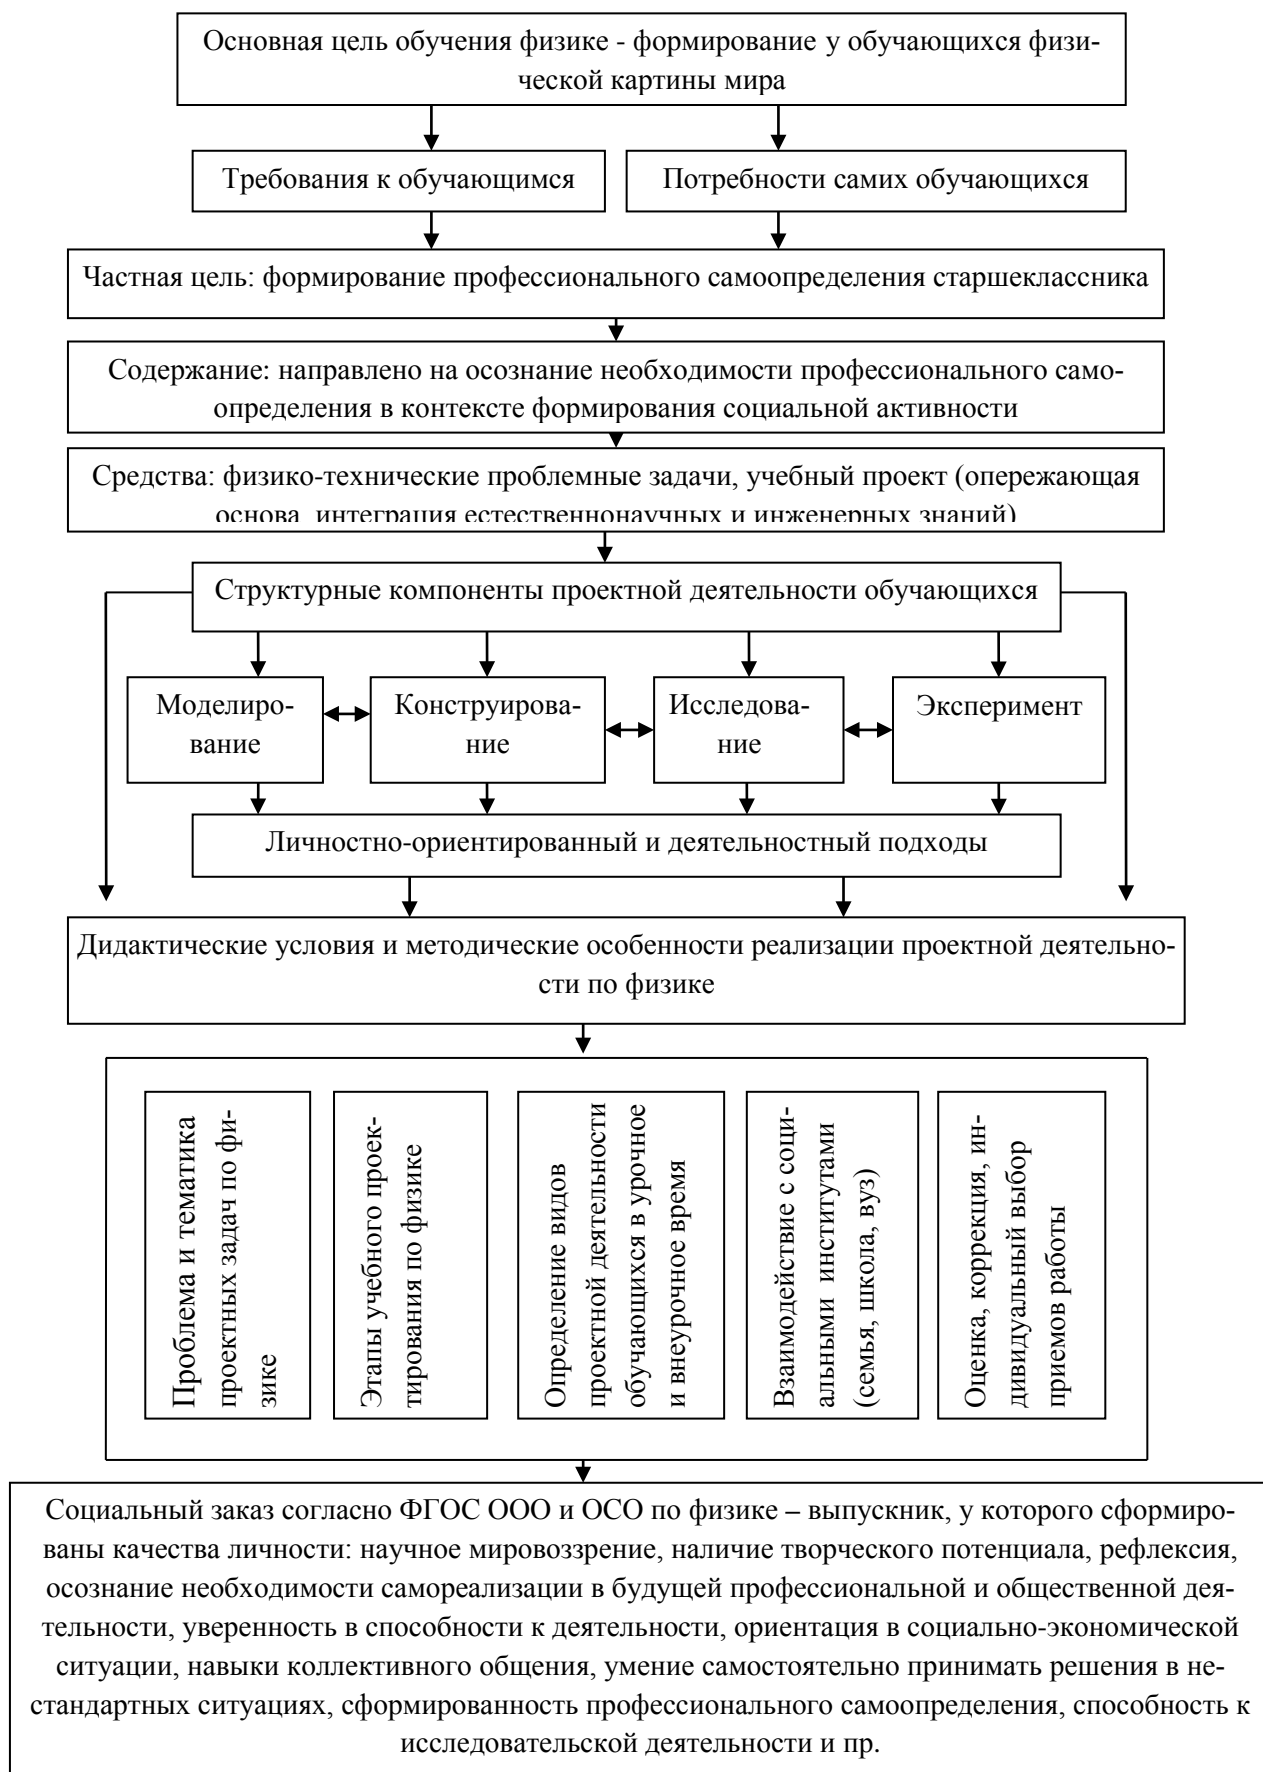 Основная цель обучения физике - формирование у обучающихся физи-
ческой картины мира
Требования к обучающимся
Потребности самих обучающихся
Частная цель: формирование профессионального самоопределения старшеклассника
Содержание: направлено на осознание необходимости профессионального само-
определения в контексте формирования социальной активности
Средства: физико-технические проблемные задачи, учебный проект (опережающая
основа, интеграция естественнонаучных и инженерных знаний)
Структурные компоненты проектной деятельности обучающихся
Моделиро-
вание
Конструирова-
ние
Исследова-
ние
Эксперимент
Личностно-ориентированный и деятельностный подходы
Дидактические условия и методические особенности реализации проектной деятельно-
сти по физике
Проблема и тематика
проектных задач по фи-
зике
Этапы учебного проек-
тирования по физике
Определение видов
проектной деятельности
обучающихся в урочное
и внеурочное время
Взаимодействие с соци-
альными институтами
(семья, школа, вуз)
Оценка, коррекция, ин-
дивидуальный выбор
приемов работы
Социальный заказ согласно ФГОС ООО и ОСО по физике – выпускник, у которого сформиро-
ваны качества личности: научное мировоззрение, наличие творческого потенциала, рефлексия,
осознание необходимости самореализации в будущей профессиональной и общественной дея-
тельности, уверенность в способности к деятельности, ориентация в социально-экономической
ситуации, навыки коллективного общения, умение самостоятельно принимать решения в не-
стандартных ситуациях, сформированность профессионального самоопределения, способность к
исследовательской деятельности и пр.